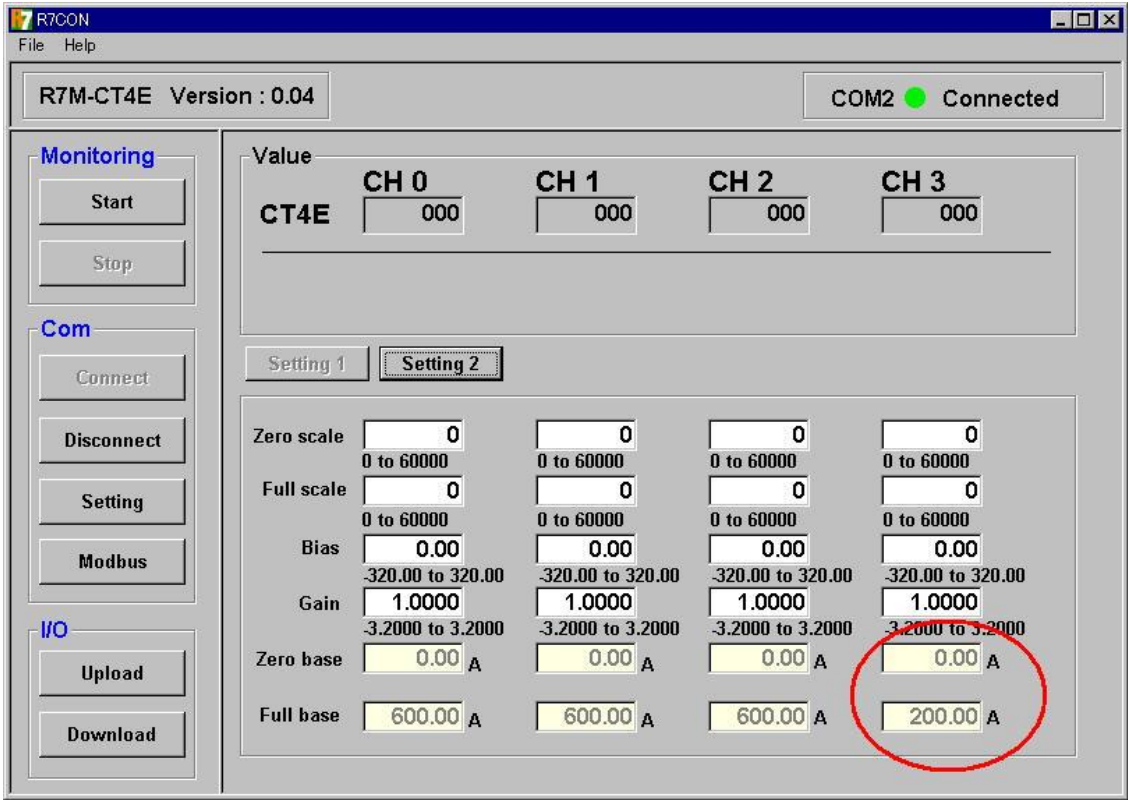 R7CON
File Help
R7M-CT4E Version : 0.04
COM2 Connected
Monitoring
Start
Stop
Com
Connect
Disconnect
Setting
Modbus
I/O
Upload
Download
Value
CH 0 CH 1 CH 2 CH 3
CT4E 000 000 000 000
Setting 1 Setting 2
Zero scale 0 0 0 0
0 to 60000 0 to 60000 0 to 60000 0 to 60000
Full scale 0 0 0 0
0 to 60000 0 to 60000 0 to 60000 0 to 60000
Bias 0.00 0.00 0.00 0.00
-320.00 to 320.00 -320.00 to 320.00 -320.00 to 320.00 -320.00 to 320.00
Gain 1.0000 1.0000 1.0000 1.0000
-3.2000 to 3.2000 -3.2000 to 3.2000 -3.2000 to 3.2000 -3.2000 to 3.2000
Zero base 0.00 A 0.00 A 0.00 A 0.00 A
Full base 600.00 A 600.00 A 600.00 A 200.00 A